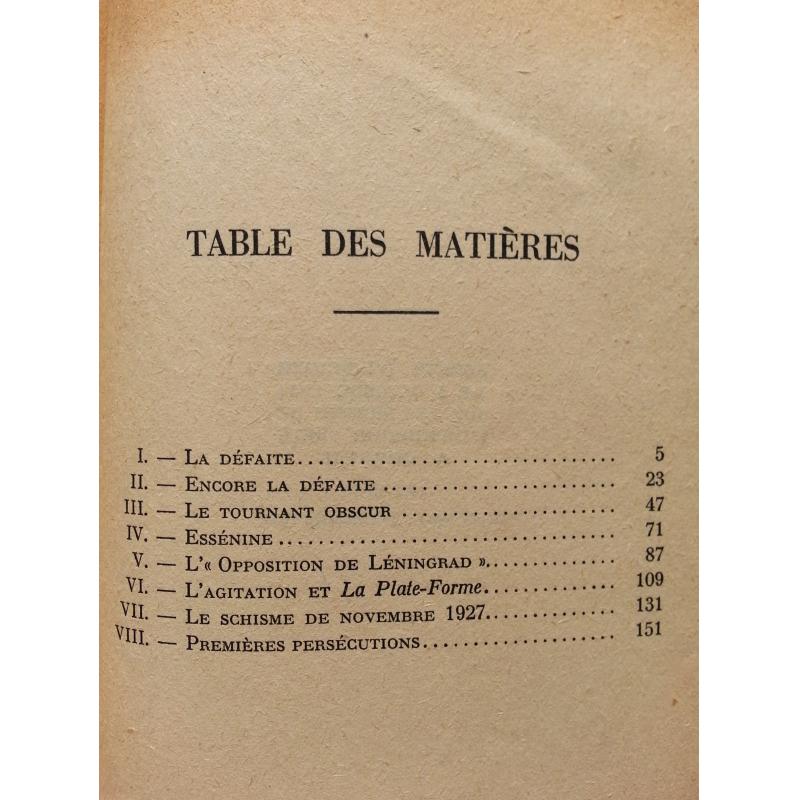 TABLE DES MATIÈRES
I. — La défaite.................................. 5
II. — Encore la défaite ......................... 23
III. — Le tournant obscur ....................... 47
IV. — Essénine .................................. 71
V. — L'« Opposition de Léningrad »............... 87
VI. — L'agitation et La Plate-Forme.............. 109
VII. — Le schisme de novembre 1927............... 131
VIII. — Premières persécutions................... 151